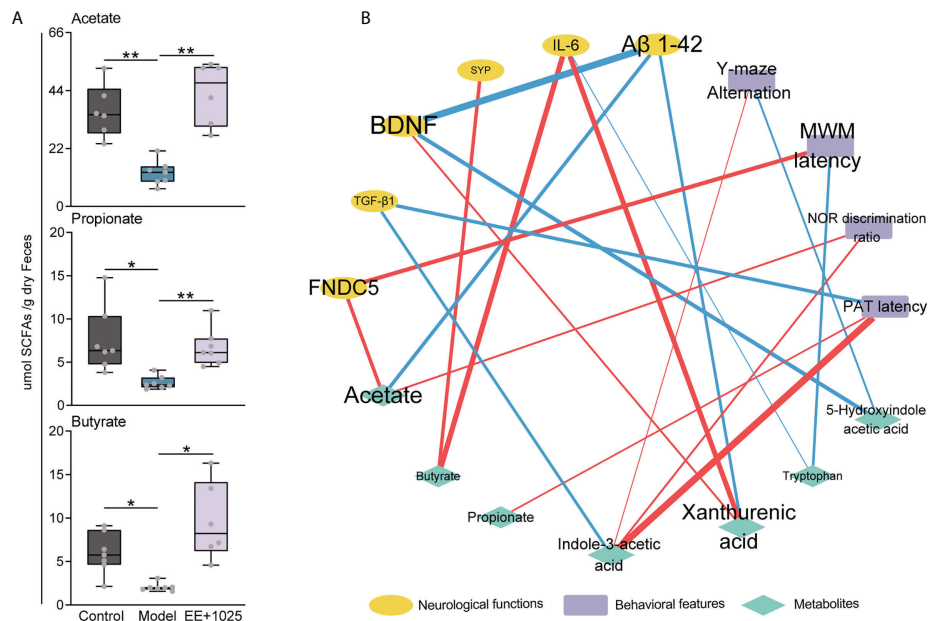 A
Acetate
66
44
22
0
**
**
Propionate
20
15
10
5
0
*
**
Butyrate
20
15
10
5
0
*
*
umol SCFAs /g dry Feces
Control
Model
EE+1025
B
IL-6
Aβ 1-42
SYP
Y-maze
Alternation
BDNF
MWM
latency
TGF-β1
NOR discrimination
ratio
FNDC5
PAT latency
Acetate
5-Hydroxyindole
acetic acid
Butyrate
Tryptophan
Propionate
Xanthurenic
acid
Indole-3-acetic
acid
Neurological functions
Behavioral features
Metabolites